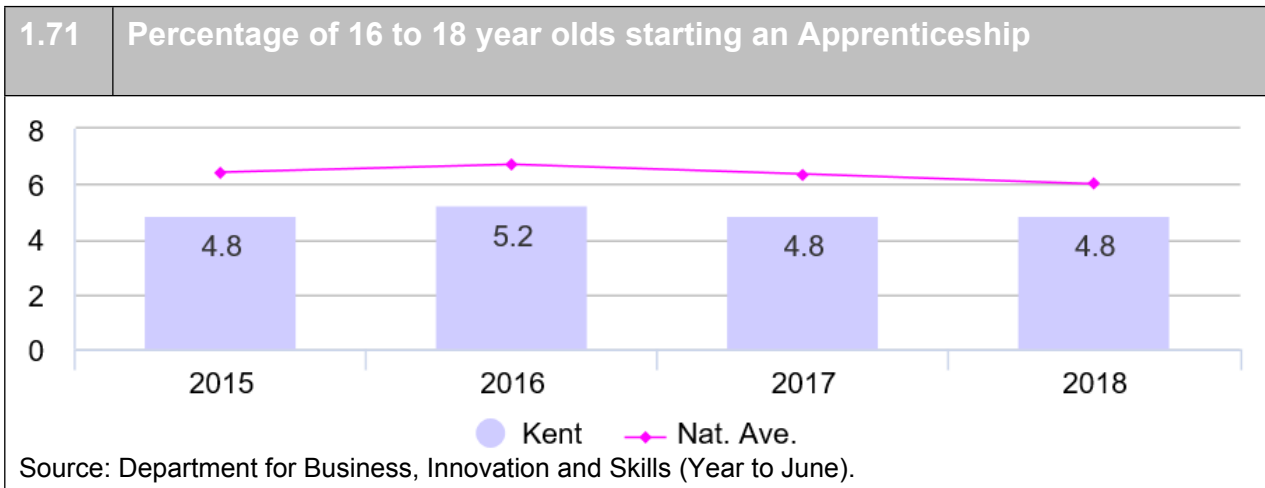 1.71 Percentage of 16 to 18 year olds starting an Apprenticeship
8
6
4
2
0
4.8 5.2 4.8 4.8
2015 2016 2017 2018
Kent Nat. Ave.
Source: Department for Business, Innovation and Skills (Year to June).